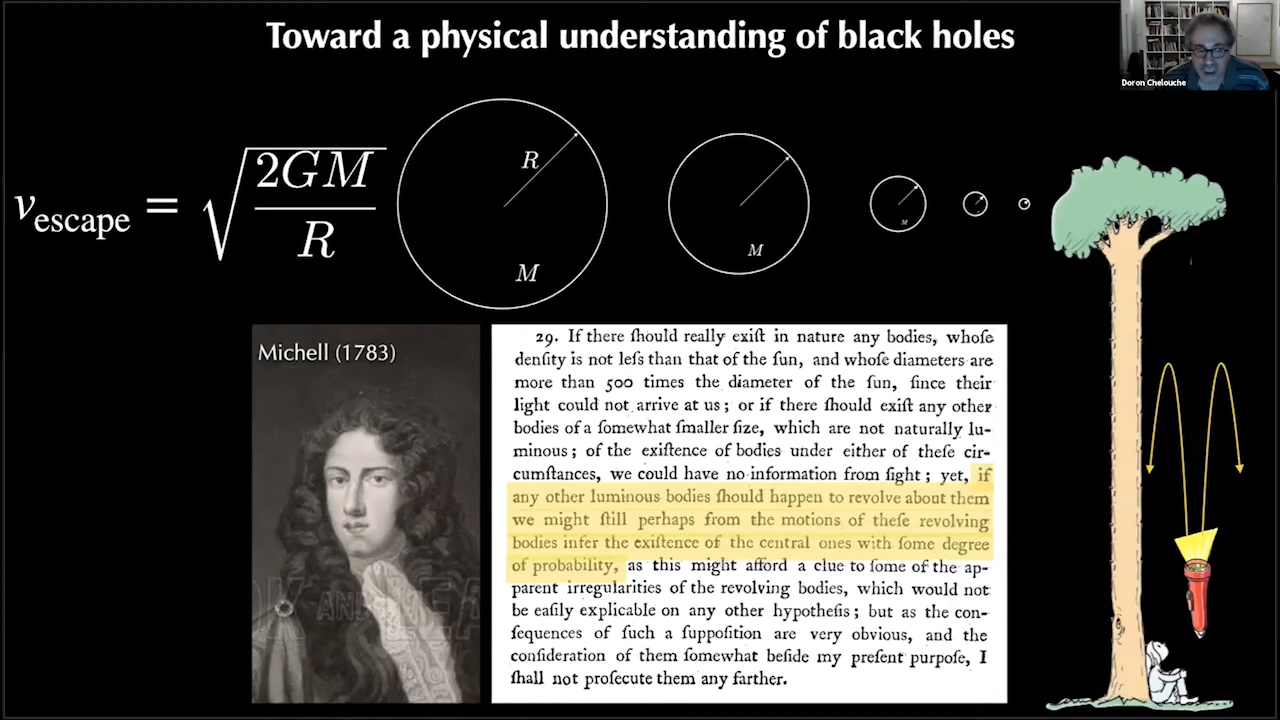 Toward a physical understanding of black holes
Doron Chelouche
v_escape = √(2GM/R)
R
M
M
M
Michell (1783)
29. If there ſhould really exiſt in nature any bodies, whoſe
denſity is not leſs than that of the ſun, and whoſe diameters are
more than 500 times the diameter of the ſun, ſince their
light could not arrive at us; or if there ſhould exiſt any other
bodies of a ſomewhat ſmaller ſize, which are not naturally lu-
minous; of the exiſtence of bodies under either of theſe cir-
cumſtances, we could have no information from ſight; yet, if
any other luminous bodies ſhould happen to revolve about them
we might ſtill perhaps from the motions of theſe revolving
bodies infer the exiſtence of the central ones with ſome degree
of probability, as this might afford a clue to ſome of the ap-
parent irregularities of the revolving bodies, which would not
be eaſily explicable on any other hypotheſis; but as the con-
ſequences of ſuch a ſuppoſition are very obvious, and the
conſideration of them ſomewhat beſide my preſent purpoſe, I
ſhall not proſecute them any farther.